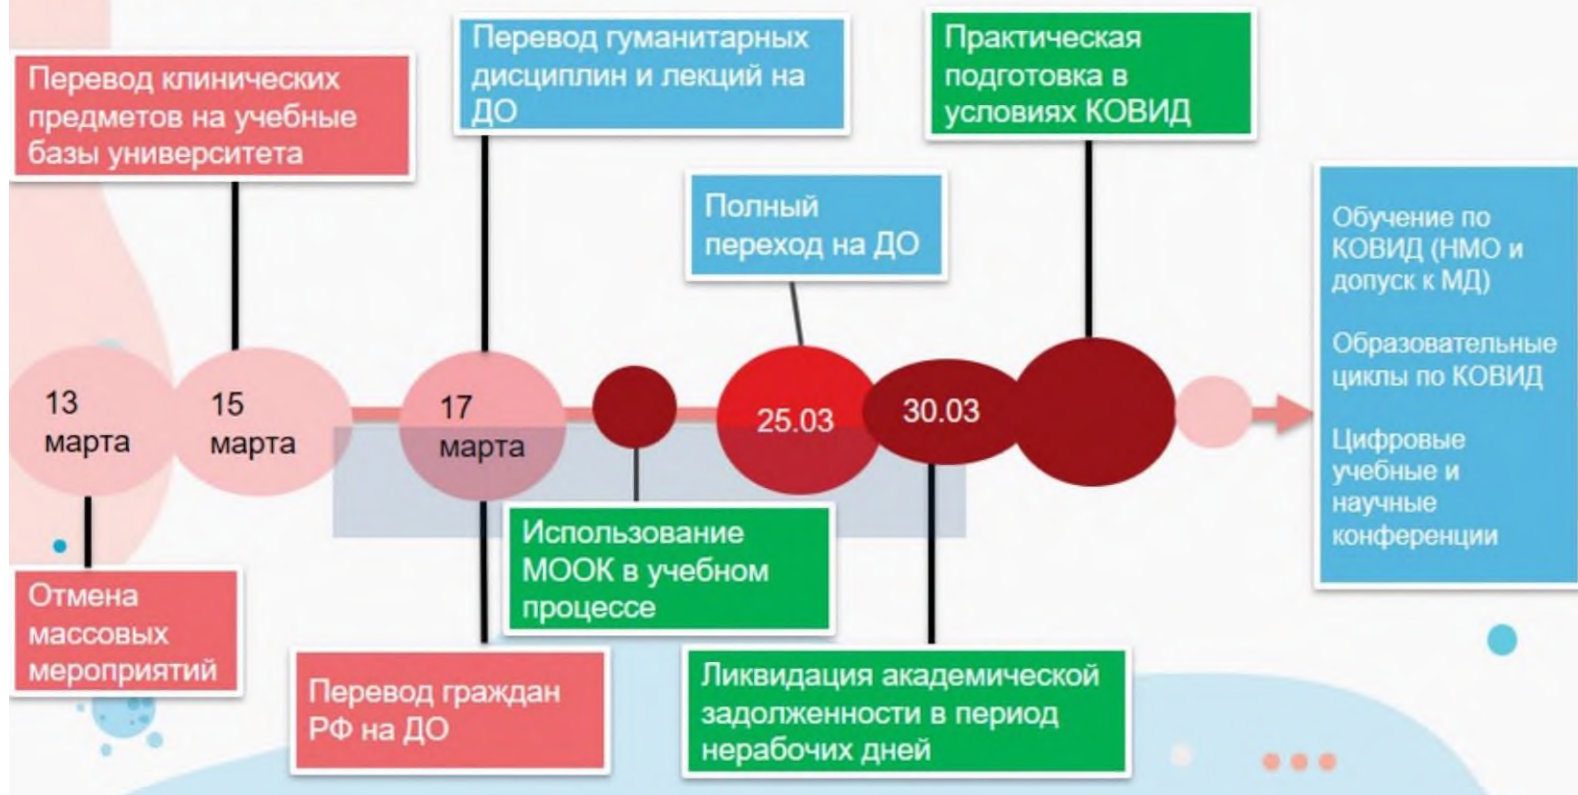 Перевод клинических
предметов на учебные
базы университета
Перевод гуманитарных
дисциплин и лекций на
ДО
Практическая
подготовка в
условиях КОВИД
Полный
переход на ДО
13
марта
15
марта
17
марта
25.03
30.03
Обучение по
КОВИД (НМО и
допуск к МД)
Образовательные
циклы по КОВИД
Цифровые
учебные и
научные
конференции
Отмена
массовых
мероприятий
Перевод граждан
РФ на ДО
Использование
МООК в учебном
процессе
Ликвидация академической
задолженности в период
нерабочих дней